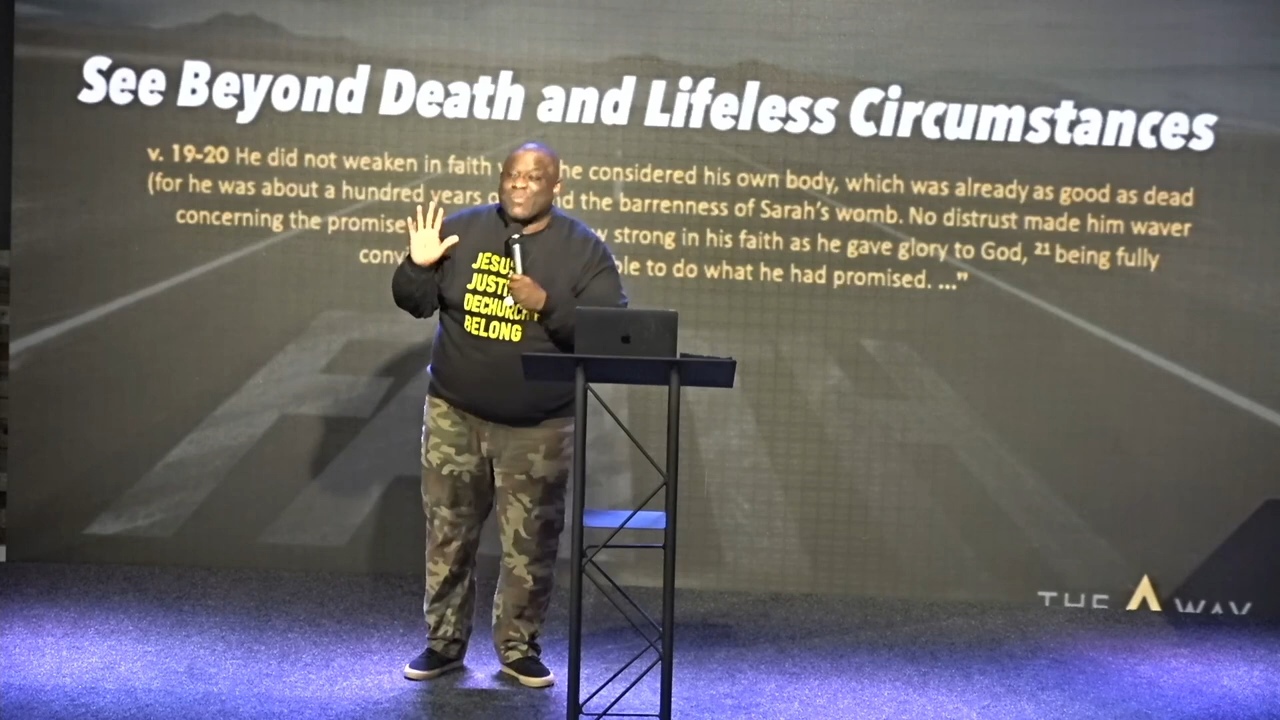 See Beyond Death and Lifeless Circumstances
v. 19-20 He did not weaken in faith he considered his own body, which was already as good as dead
(for he was about a hundred years and the barrenness of Sarah's womb. No distrust made him waver
concerning the promise strong in his faith as he gave glory to God, ²¹ being fully
to do what he had promised. ..."
JESUS
DECHURCH
BELONG
THE WAY